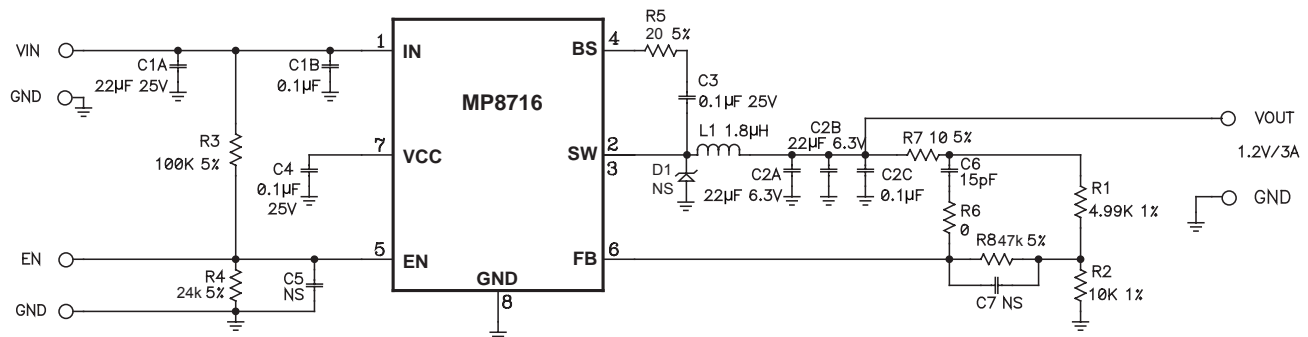 VIN
GND
C1A
22µF 25V
R3
100K 5%
C1B
0.1µF
C4
0.1µF
25V
EN
GND
R4
24k 5%
C5
NS
1
IN
7
VCC
5
EN
MP8716
GND
8
BS
4
SW
2
3
FB
6
R5
20 5%
C3
0.1µF 25V
L1 1.8µH
D1
NS
C2B
22µF 6.3V
C2A
22µF 6.3V
C2C
0.1µF
R7 10 5%
C6
15pF
R6
0
R8 47k 5%
C7 NS
R1
4.99K 1%
R2
10K 1%
VOUT
1.2V/3A
GND